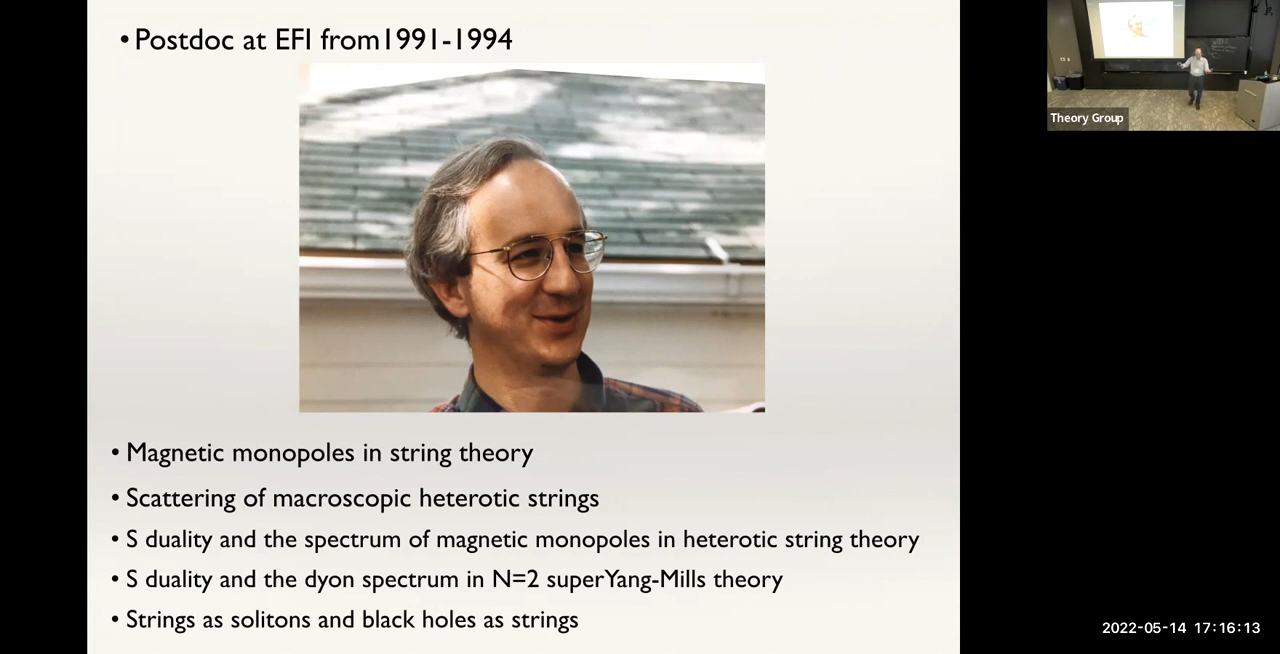 • Postdoc at EFI from1991-1994
Theory Group
• Magnetic monopoles in string theory
• Scattering of macroscopic heterotic strings
• S duality and the spectrum of magnetic monopoles in heterotic string theory
• S duality and the dyon spectrum in N=2 superYang-Mills theory
• Strings as solitons and black holes as strings
2022-05-14 17:16:13